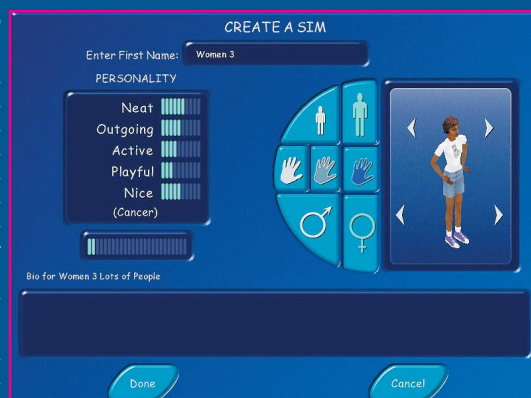 CREATE A SIM
Enter First Name: Women 3
PERSONALITY
Neat
Outgoing
Active
Playful
Nice
(Cancer)
Bio for Women 3 Lots of People
Done
Cancel